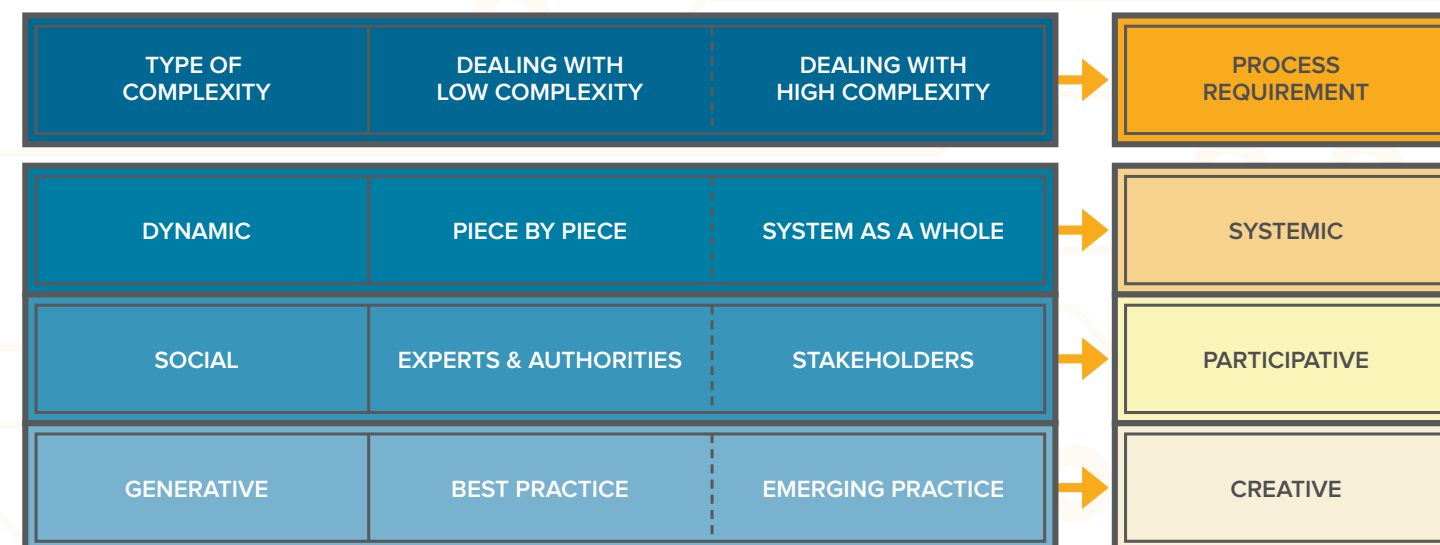 TYPE OF
COMPLEXITY
DEALING WITH
LOW COMPLEXITY
DEALING WITH
HIGH COMPLEXITY
PROCESS
REQUIREMENT
DYNAMIC
PIECE BY PIECE
SYSTEM AS A WHOLE
SYSTEMIC
SOCIAL
EXPERTS & AUTHORITIES
STAKEHOLDERS
PARTICIPATIVE
GENERATIVE
BEST PRACTICE
EMERGING PRACTICE
CREATIVE